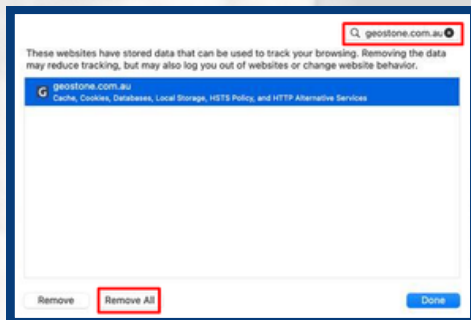 geostone.com.au
These websites have stored data that can be used to track your browsing. Removing the data
may reduce tracking, but may also log you out of websites or change website behavior.
G
geostone.com.au
Cache, Cookies, Databases, Local Storage, HSTS Policy, and HTTP Alternative Services
Remove Remove All Done